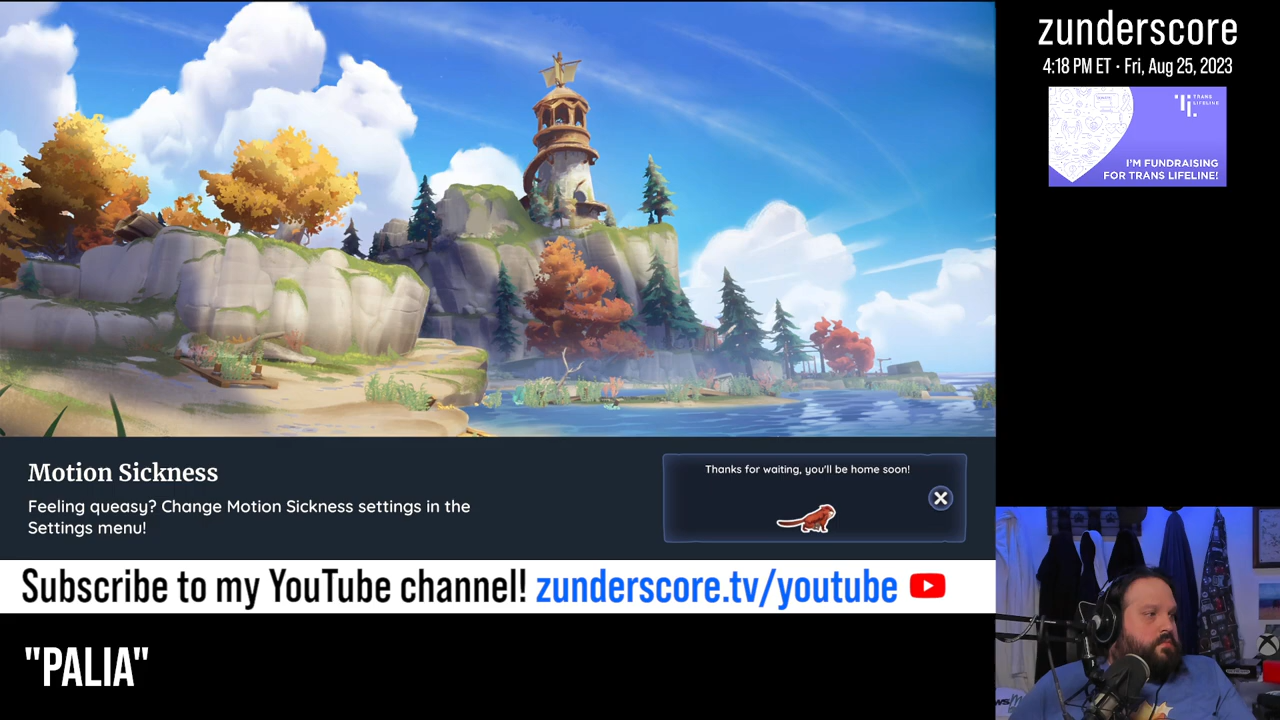 zunderscore
4:18 PM ET · Fri, Aug 25, 2023
TRANS
LIFELINE
I'M FUNDRAISING
FOR TRANS LIFELINE!
Motion Sickness
Feeling queasy? Change Motion Sickness settings in the
Settings menu!
Thanks for waiting, you'll be home soon!
Subscribe to my YouTube channel! zunderscore.tv/youtube
"PALIA"